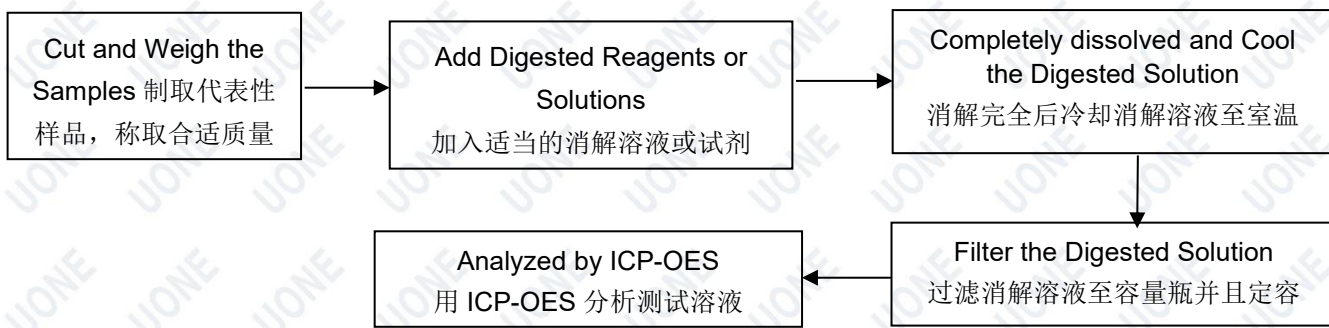 Cut and Weigh the
Samples 制取代表性
样品，称取合适质量
Add Digested Reagents or
Solutions
加入适当的消解溶液或试剂
Completely dissolved and Cool
the Digested Solution
消解完全后冷却消解溶液至室温
Filter the Digested Solution
过滤消解溶液至容量瓶并且定容
Analyzed by ICP-OES
用 ICP-OES 分析测试溶液
UONE